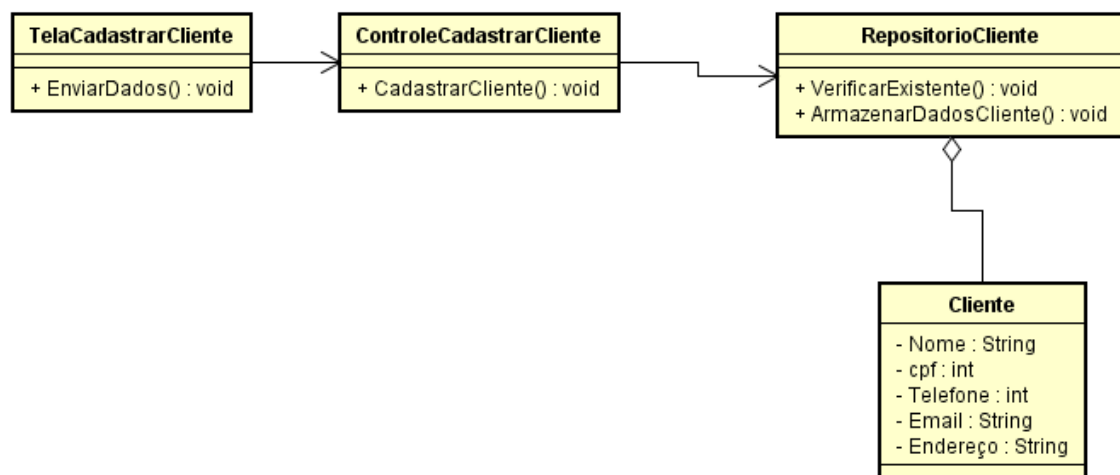 TelaCadastrarCliente
+ EnviarDados() : void
ControleCadastrarCliente
+ CadastrarCliente() : void
RepositorioCliente
+ VerificarExistente() : void
+ ArmazenarDadosCliente() : void
Cliente
- Nome : String
- cpf : int
- Telefone : int
- Email : String
- Endereço : String